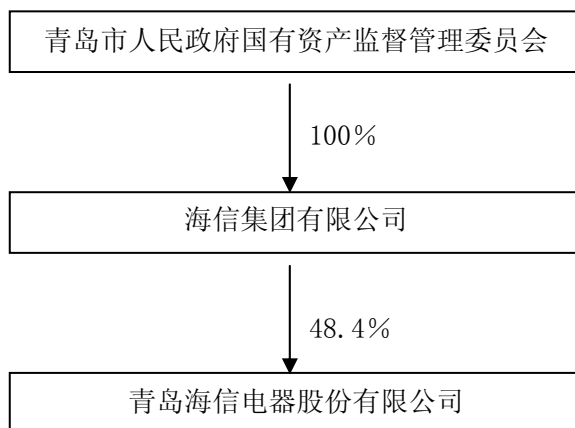 青岛市人民政府国有资产监督管理委员会
100％
海信集团有限公司
48.4％
青岛海信电器股份有限公司